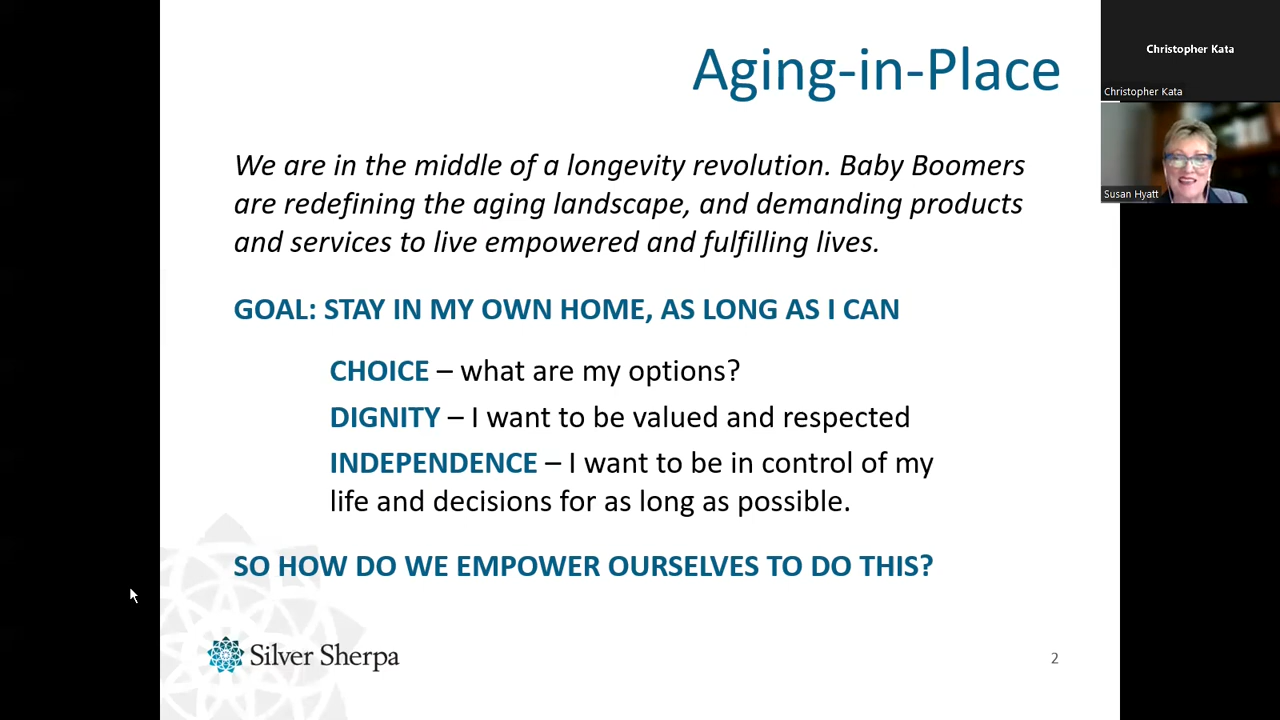 Aging-in-Place
We are in the middle of a longevity revolution. Baby Boomers
are redefining the aging landscape, and demanding products
and services to live empowered and fulfilling lives.
GOAL: STAY IN MY OWN HOME, AS LONG AS I CAN
CHOICE – what are my options?
DIGNITY – I want to be valued and respected
INDEPENDENCE – I want to be in control of my
life and decisions for as long as possible.
SO HOW DO WE EMPOWER OURSELVES TO DO THIS?
Silver Sherpa
2
Christopher Kata
Christopher Kata
Susan Hyatt